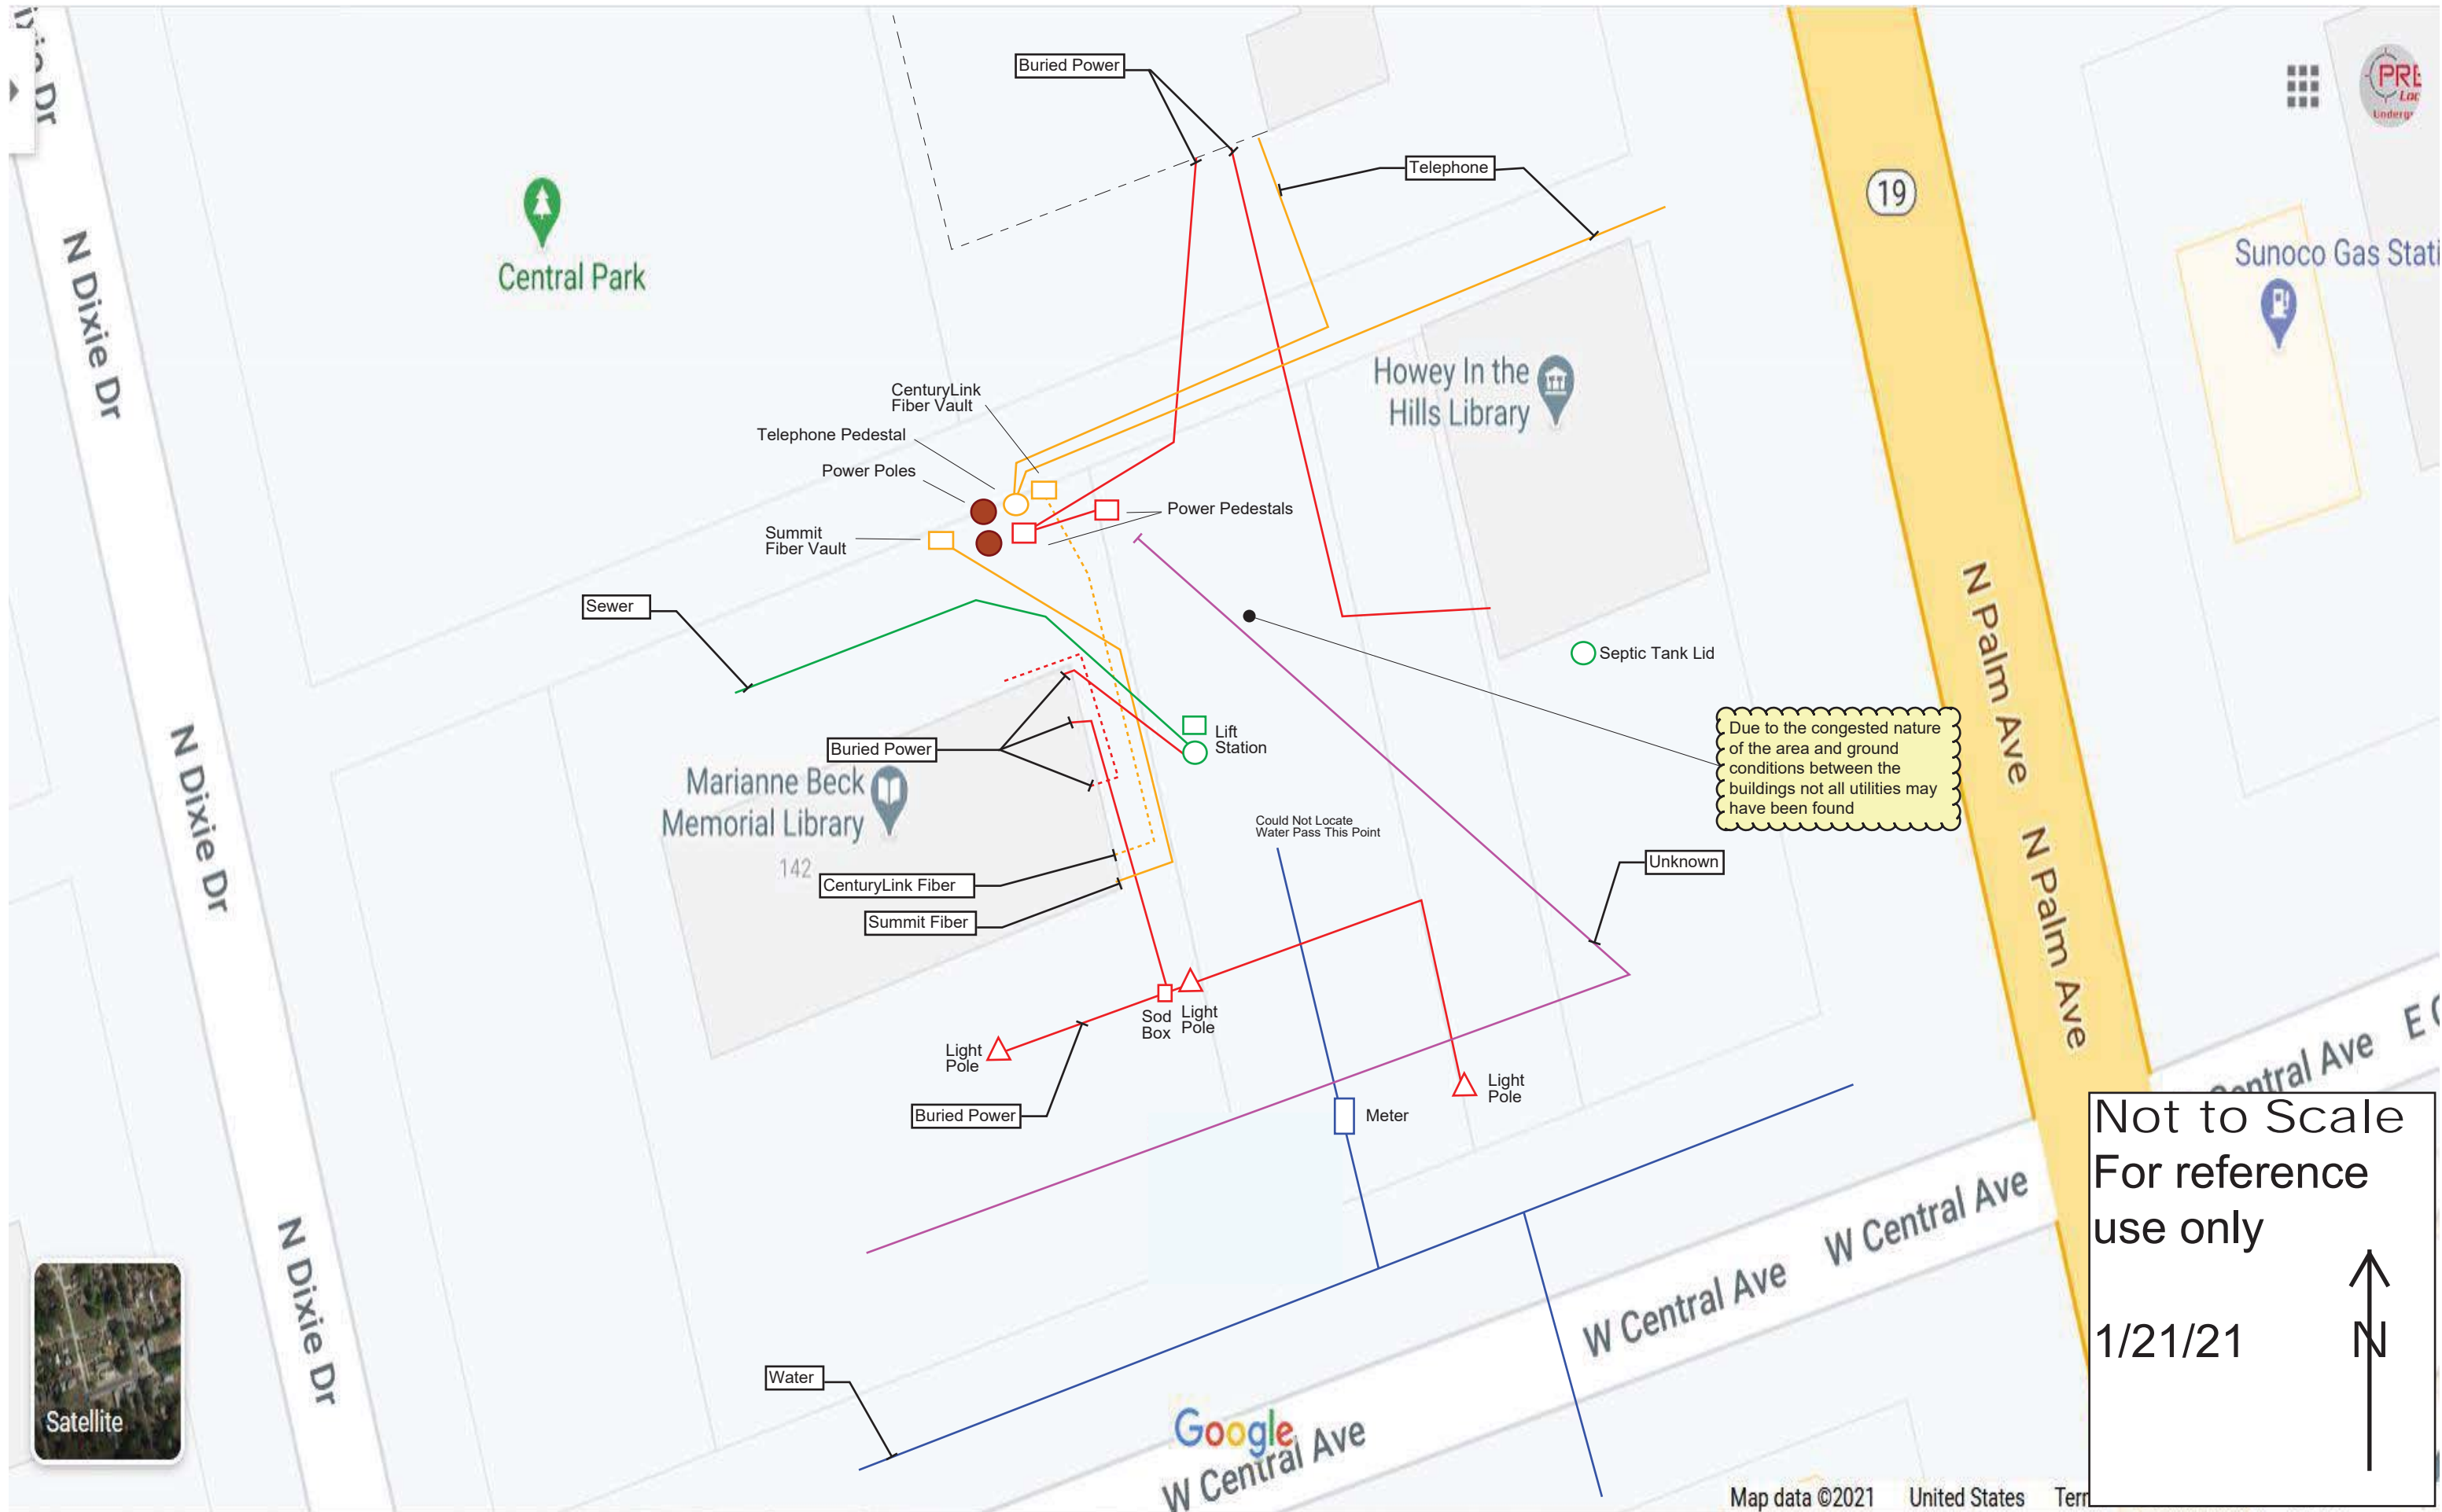 Dixie Dr
Buried Power
Telephone
PRE
Loc
Underg
19
Central Park
N Dixie Dr
Sunoco Gas Stati
CenturyLink
Fiber Vault
Howey In the
Hills Library
Telephone Pedestal
Power Poles
Power Pedestals
Summit
Fiber Vault
Sewer
N Palm Ave
Septic Tank Lid
Lift
Station
Buried Power
Due to the congested nature
of the area and ground
conditions between the
buildings not all utilities may
have been found
N Dixie Dr
Marianne Beck
Memorial Library
142
Could Not Locate
Water Pass This Point
N Palm Ave
Unknown
CenturyLink Fiber
Summit Fiber
Sod
Box
Light
Pole
Light
Pole
Light
Pole
Buried Power
Meter
Central Ave
E
Not to Scale
For reference
use only
1/21/21
N
N Dixie Dr
W Central Ave
W Central Ave
Water
Satellite
Google
W Central Ave
Map data ©2021
United States
Terr